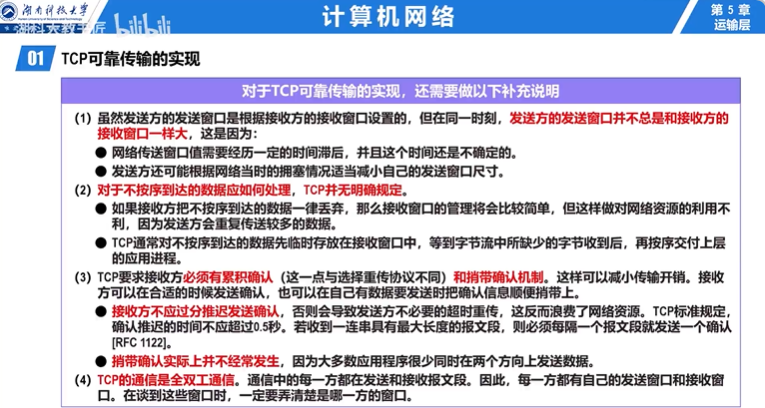 湖南科技大学
Hunan University of Science and Technology
湖科大教书匠 bilibili
计算机网络
第 5 章
运输层
01 TCP可靠传输的实现
对于TCP可靠传输的实现，还需要做以下补充说明
(1) 虽然发送方的发送窗口是根据接收方的接收窗口设置的，但在同一时刻，发送方的发送窗口并不总是和接收方的
接收窗口一样大，这是因为：
● 网络传送窗口值需要经历一定的时间滞后，并且这个时间还是不确定的。
● 发送方还可能根据网络当时的拥塞情况适当减小自己的发送窗口尺寸。
(2) 对于不按序到达的数据应如何处理，TCP并无明确规定。
● 如果接收方把不按序到达的数据一律丢弃，那么接收窗口的管理将会比较简单，但这样做对网络资源的利用不
利，因为发送方会重复传送较多的数据。
● TCP通常对不按序到达的数据先临时存放在接收窗口中，等到字节流中所缺少的字节收到后，再按序交付上层
的应用进程。
(3) TCP要求接收方必须有累积确认（这一点与选择重传协议不同）和捎带确认机制。这样可以减小传输开销。接收
方可以在合适的时候发送确认，也可以在自己有数据要发送时把确认信息顺便捎带上。
● 接收方不应过分推迟发送确认，否则会导致发送方不必要的超时重传，这反而浪费了网络资源。TCP标准规定，
确认推迟的时间不应超过0.5秒。若收到一连串具有最大长度的报文段，则必须每隔一个报文段就发送一个确认
[RFC 1122]。
● 捎带确认实际上并不经常发生，因为大多数应用程序很少同时在两个方向上发送数据。
(4) TCP的通信是全双工通信。通信中的每一方都在发送和接收报文段。因此，每一方都有自己的发送窗口和接收窗
口。在谈到这些窗口时，一定要弄清楚是哪一方的窗口。